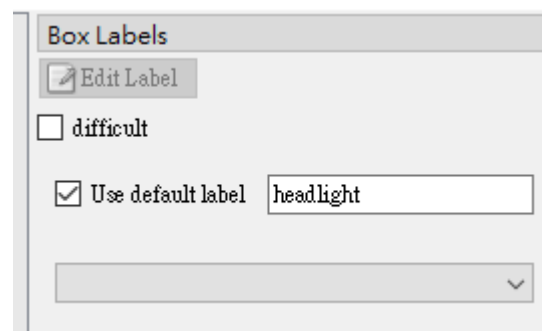 Box Labels
Edit Label
difficult
Use default label headlight